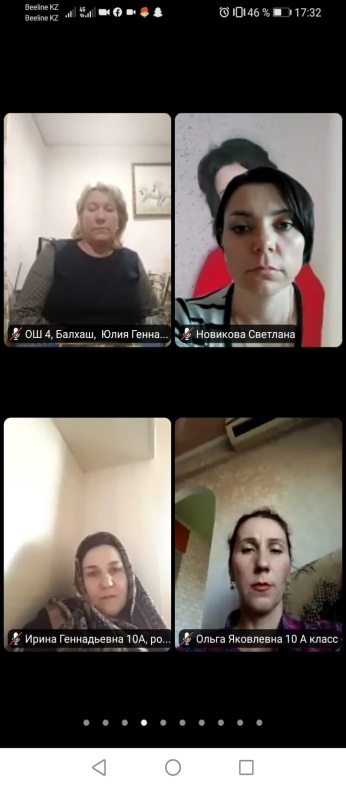 Beeline KZ
Beeline KZ
4G
46 %
17:32
ОШ 4, Балхаш, Юлия Генна...
Новикова Светлана
Ирина Геннадьевна 10А, ро...
Ольга Яковлевна 10 А класс